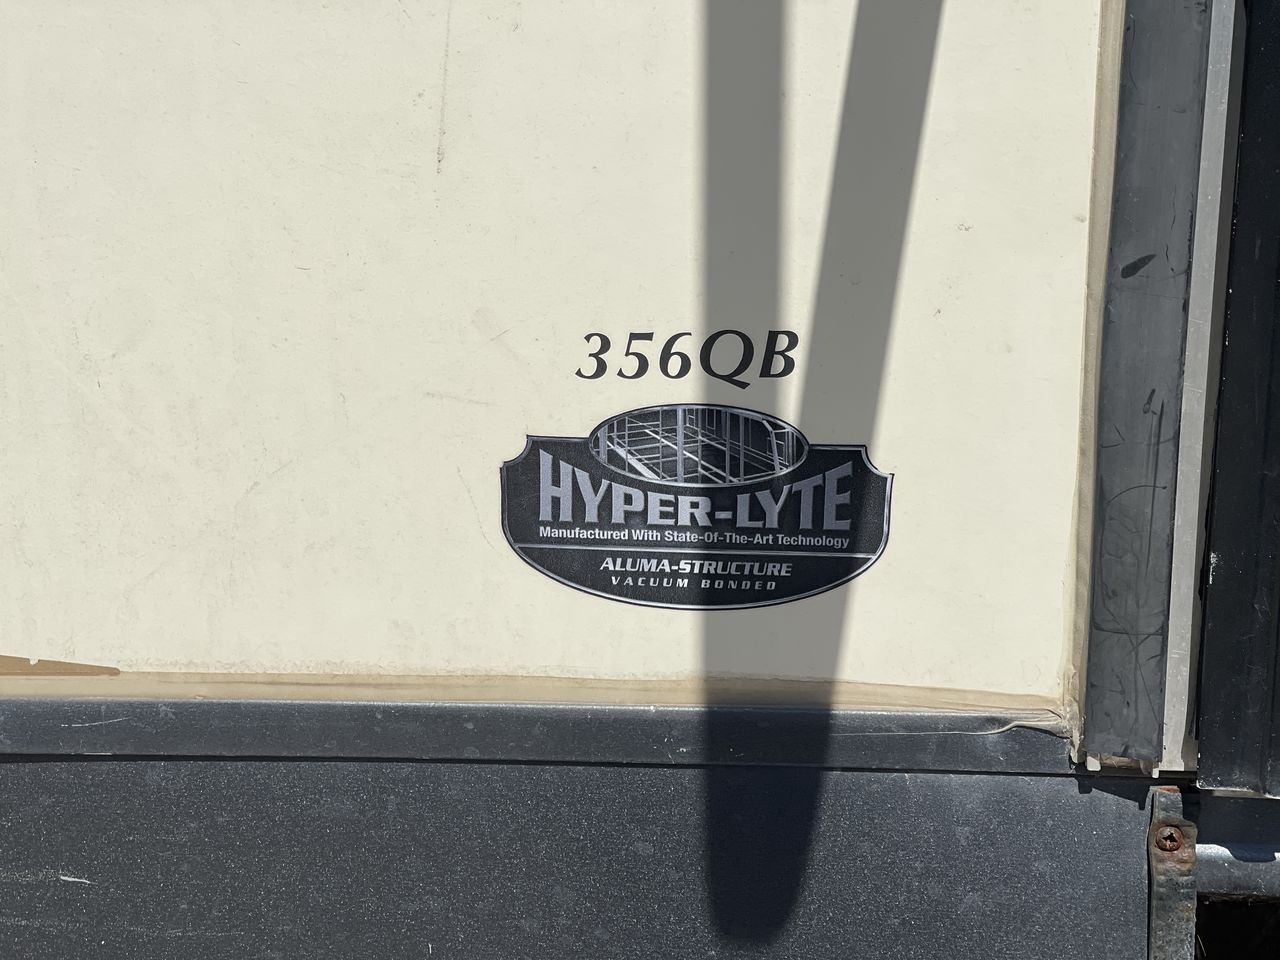 356QB
HYPER-LYTE
Manufactured With State-Of-The-Art Technology
ALUMA-STRUCTURE
VACUUM BONDED